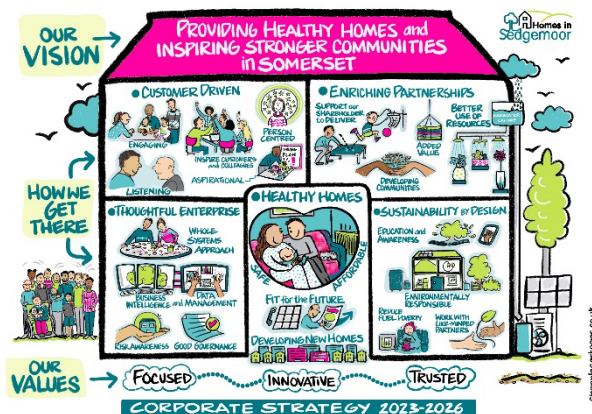 OUR
VISION
PROVIDING HEALTHY HOMES and
INSPIRING STRONGER COMMUNITIES
in SOMERSET
Homes in
Sedgemoor
HOW WE
GET
THERE
CUSTOMER DRIVEN
ENGAGING
INSPIRE CUSTOMERS
and COLLEAGUES
PERSON
CENTRED
ASPIRATIONAL
LISTENING
ENRICHING PARTNERSHIPS
SUPPORT OUR
SHAREHOLDER
TO DELIVER
ADDED
VALUE
BETTER
USE OF
RESOURCES
DEVELOPING
COMMUNITIES
THOUGHTFUL ENTERPRISE
WHOLE
SYSTEMS
APPROACH
BUSINESS
INTELLIGENCE and
DATA
MANAGEMENT
RISK AWARENESS
GOOD GOVERNANCE
HEALTHY HOMES
SAFE
AFFORDABLE
FIT for the FUTURE
DEVELOPING NEW HOMES
SUSTAINABILITY BY DESIGN
EDUCATION and
AWARENESS
ENVIRONMENTALLY
RESPONSIBLE
REDUCE
FUEL POVERTY
WORK WITH
LIKE-MINDED
PARTNERS
OUR
VALUES
FOCUSED
INNOVATIVE
TRUSTED
CORPORATE STRATEGY 2023-2026